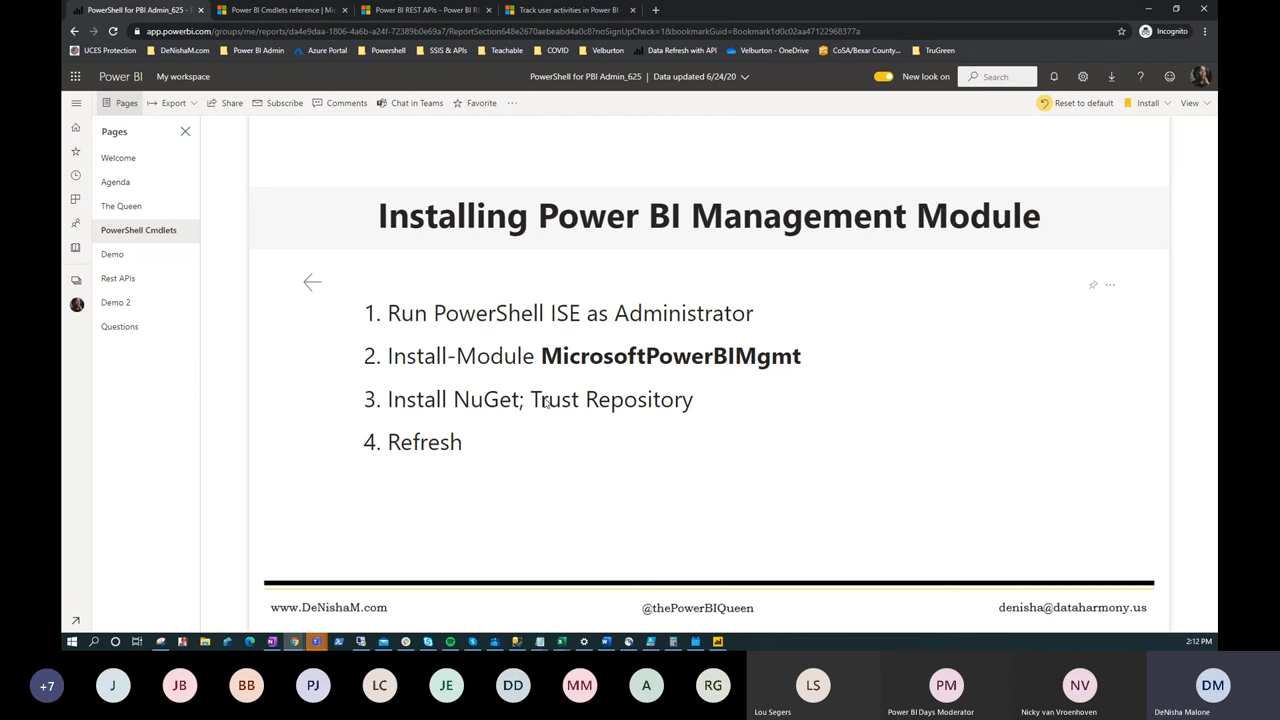 PowerShell for PBI Admin_625 -
Power BI Cmdlets reference | Mic
Power BI REST APIs – Power BI RE
Track user activities in Power BI
app.powerbi.com/groups/me/reports/da4e9daa-1106-4a6b-a24f-72389b0e69a7/ReportSection648e2670aebeabd4a0c8?noSignUpCheck=1&bookmarkGuid=Bookmark1d0c02aa47122968377a
Incognito
UCES Protection
DeNishaM.com
Power BI Admin
Azure Portal
Powershell
SSIS & APIs
Teachable
COVID
Velburton
Data Refresh with API
Velburton - OneDrive
CoSA/Bexar County...
TruGreen
Power BI
My workspace
PowerShell for PBI Admin_625 | Data updated 6/24/20
New look on
Search
Pages
Export
Share
Subscribe
Comments
Chat in Teams
Favorite
Reset to default
Install
View
Pages
Welcome
Agenda
The Queen
PowerShell Cmdlets
Demo
Rest APIs
Demo 2
Questions
Installing Power BI Management Module
1. Run PowerShell ISE as Administrator
2. Install-Module MicrosoftPowerBIMgmt
3. Install NuGet; Trust Repository
4. Refresh
www.DeNishaM.com
@thePowerBIQueen
denisha@dataharmony.us
2:12 PM
+7
J
JB
BB
PJ
LC
JE
DD
MM
A
RG
LS
PM
NV
DM
Lou Segers
Power BI Days Moderator
Nicky van Vroenhoven
DeNisha Malone